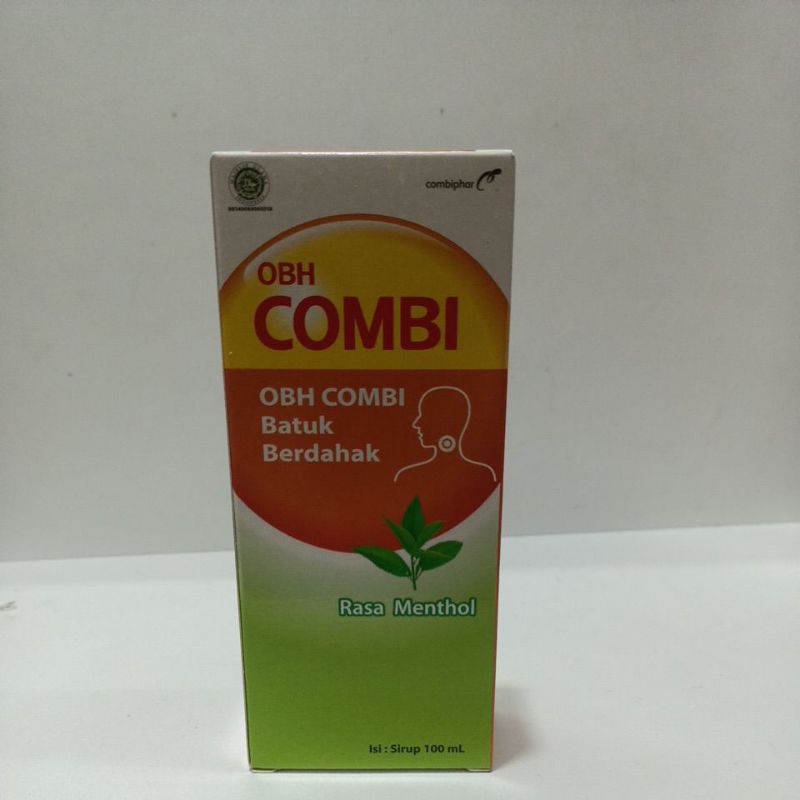 combiphar
OBH
COMBI
OBH COMBI
Batuk
Berdahak
Rasa Menthol
Isi : Sirup 100 mL